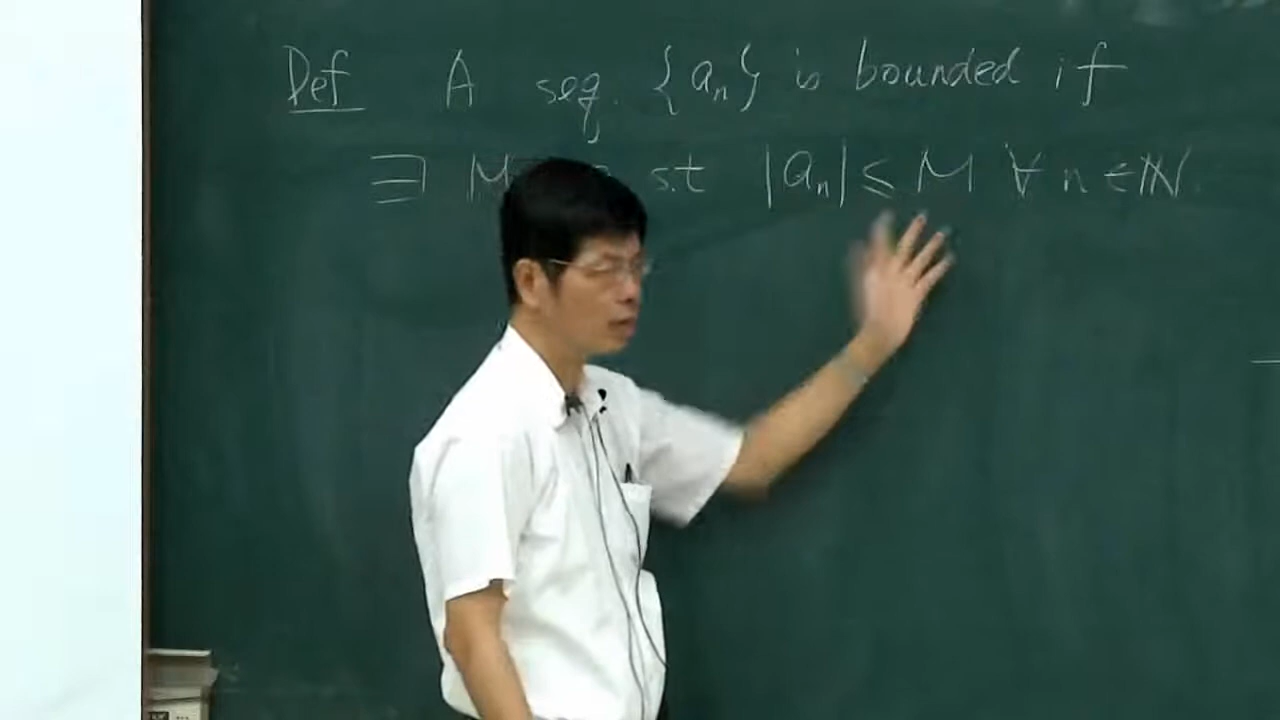 Def A seq. {aₙ} is bounded if
∃ M s.t |aₙ| ≤ M ∀ n ∈ ℕ.